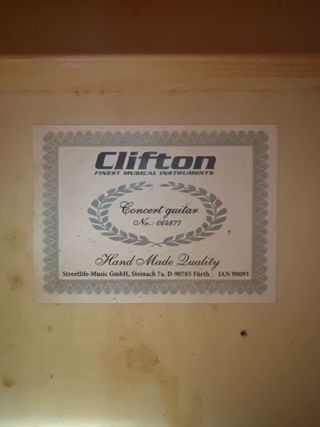 Clifton
FINEST MUSICAL INSTRUMENTS
Concert guitar
No.: 064877
Hand Made Quality
Streetlife-Music GmbH, Steinach 7a, D-90765 Fürth IAN 90093